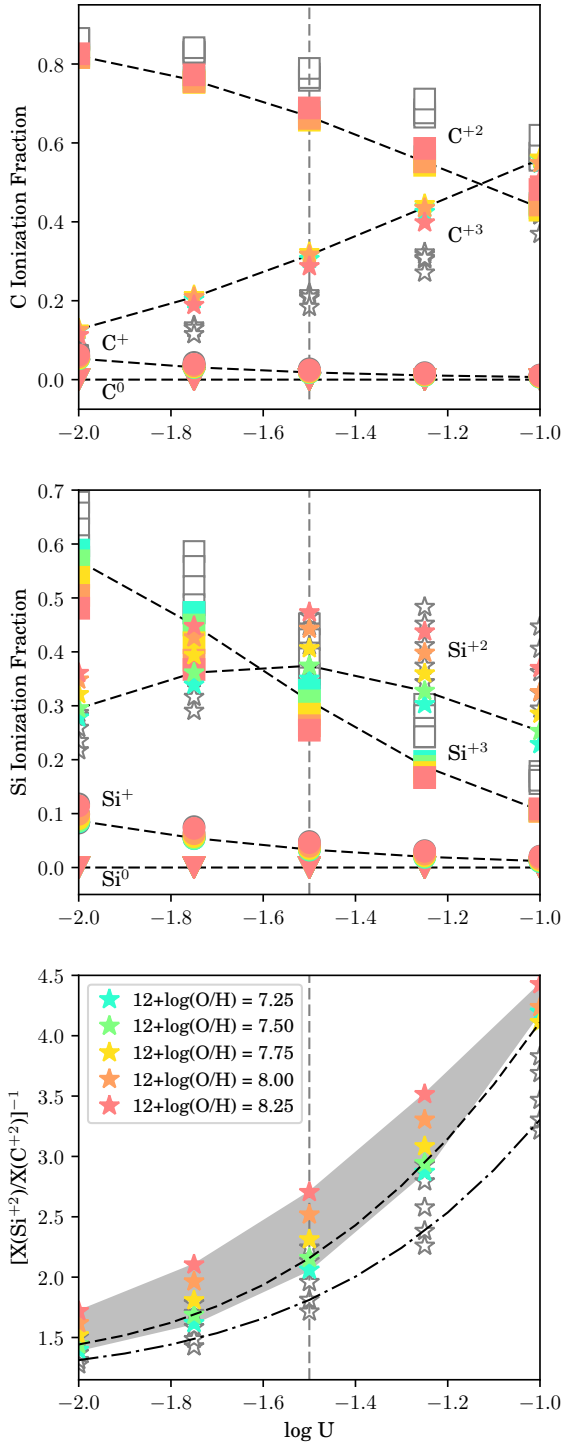 0.8
0.6
0.4
0.2
0.0
C Ionization Fraction
C⁺²
C⁺³
C⁺
C⁰
−2.0 −1.8 −1.6 −1.4 −1.2 −1.0
0.7
0.6
0.5
0.4
0.3
0.2
0.1
0.0
Si Ionization Fraction
Si⁺²
Si⁺³
Si⁺
Si⁰
−2.0 −1.8 −1.6 −1.4 −1.2 −1.0
4.5
4.0
3.5
3.0
2.5
2.0
1.5
[X(Si⁺²)/X(C⁺²)]⁻¹
12+log(O/H) = 7.25
12+log(O/H) = 7.50
12+log(O/H) = 7.75
12+log(O/H) = 8.00
12+log(O/H) = 8.25
−2.0 −1.8 −1.6 −1.4 −1.2 −1.0
log U